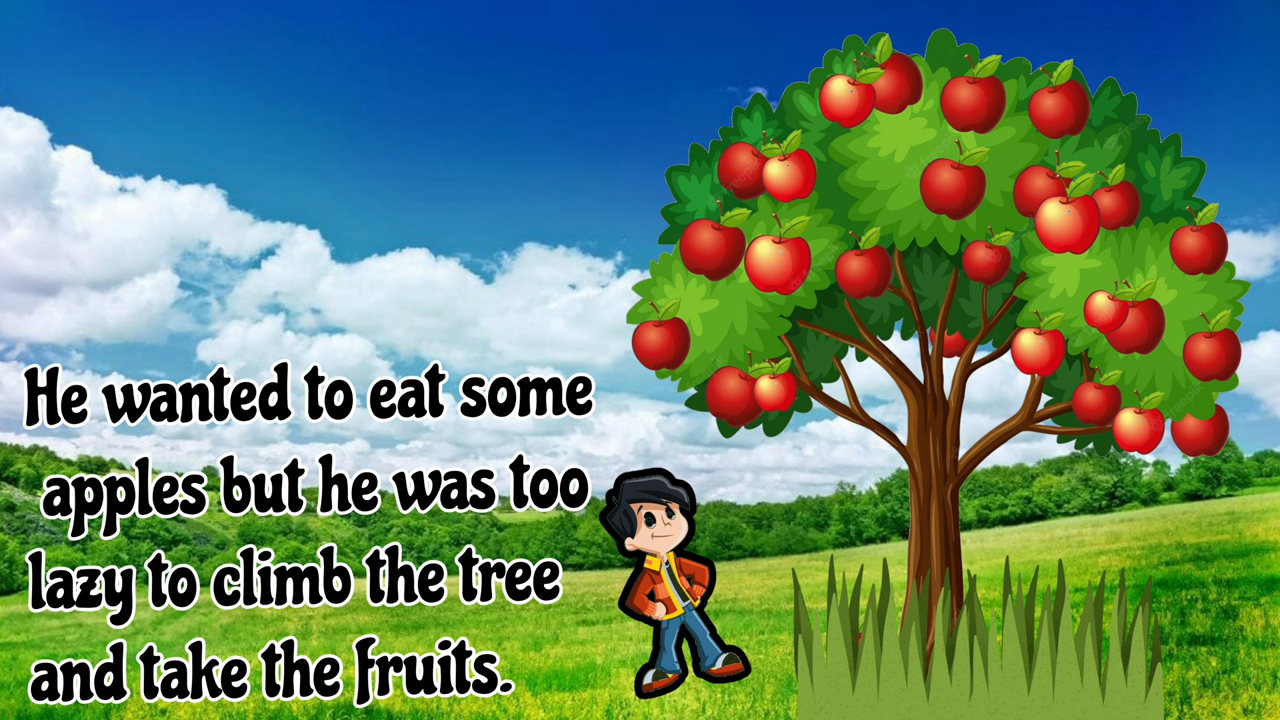 He wanted to eat some
apples but he was too
lazy to climb the tree
and take the fruits.